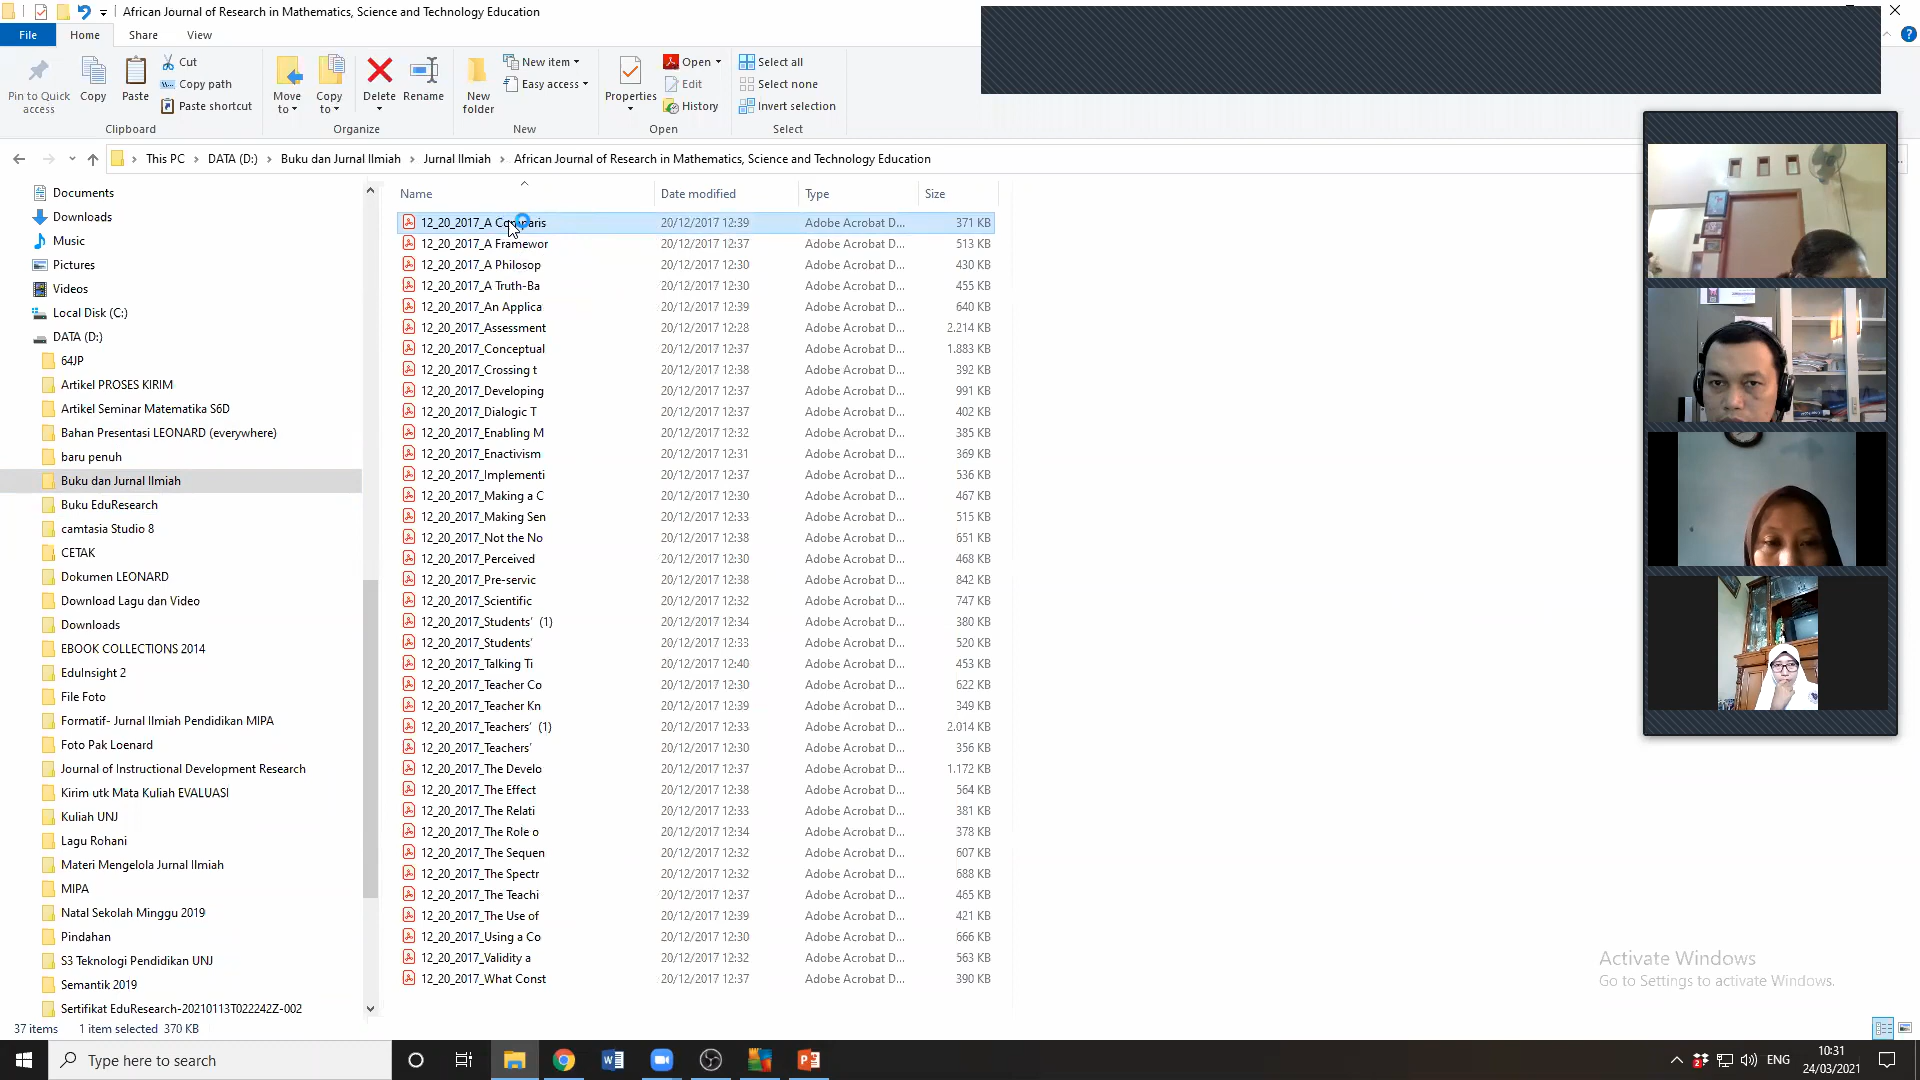 African Journal of Research in Mathematics, Science and Technology Education
File Home Share View
Pin to Quick access
Copy
Paste
Cut
Copy path
Paste shortcut
Clipboard
Move to
Copy to
Delete
Rename
Organize
New folder
New item
Easy access
New
Properties
Open
Edit
History
Open
Select all
Select none
Invert selection
Select
This PC > DATA (D:) > Buku dan Jurnal Ilmiah > Jurnal Ilmiah > African Journal of Research in Mathematics, Science and Technology Education
Documents
Downloads
Music
Pictures
Videos
Local Disk (C:)
DATA (D:)
64JP
Artikel PROSES KIRIM
Artikel Seminar Matematika S6D
Bahan Presentasi LEONARD (everywhere)
baru penuh
Buku dan Jurnal Ilmiah
Buku EduResearch
camtasia Studio 8
CETAK
Dokumen LEONARD
Download Lagu dan Video
Downloads
EBOOK COLLECTIONS 2014
EduInsight 2
File Foto
Formatif- Jurnal Ilmiah Pendidikan MIPA
Foto Pak Loenard
Journal of Instructional Development Research
Kirim utk Mata Kuliah EVALUASI
Kuliah UNJ
Lagu Rohani
Materi Mengelola Jurnal Ilmiah
MIPA
Natal Sekolah Minggu 2019
Pindahan
S3 Teknologi Pendidikan UNJ
Semantik 2019
Sertifikat EduResearch-20210113T022242Z-002
Name Date modified Type Size
12_20_2017_A Comparis 20/12/2017 12:39 Adobe Acrobat D... 371 KB
12_20_2017_A Framewor 20/12/2017 12:37 Adobe Acrobat D... 513 KB
12_20_2017_A Philosop 20/12/2017 12:30 Adobe Acrobat D... 430 KB
12_20_2017_A Truth-Ba 20/12/2017 12:30 Adobe Acrobat D... 455 KB
12_20_2017_An Applica 20/12/2017 12:39 Adobe Acrobat D... 640 KB
12_20_2017_Assessment 20/12/2017 12:28 Adobe Acrobat D... 2.214 KB
12_20_2017_Conceptual 20/12/2017 12:37 Adobe Acrobat D... 1.883 KB
12_20_2017_Crossing t 20/12/2017 12:38 Adobe Acrobat D... 392 KB
12_20_2017_Developing 20/12/2017 12:37 Adobe Acrobat D... 991 KB
12_20_2017_Dialogic T 20/12/2017 12:37 Adobe Acrobat D... 402 KB
12_20_2017_Enabling M 20/12/2017 12:32 Adobe Acrobat D... 385 KB
12_20_2017_Enactivism 20/12/2017 12:31 Adobe Acrobat D... 369 KB
12_20_2017_Implementi 20/12/2017 12:37 Adobe Acrobat D... 536 KB
12_20_2017_Making a C 20/12/2017 12:30 Adobe Acrobat D... 467 KB
12_20_2017_Making Sen 20/12/2017 12:33 Adobe Acrobat D... 515 KB
12_20_2017_Not the No 20/12/2017 12:38 Adobe Acrobat D... 651 KB
12_20_2017_Perceived 20/12/2017 12:30 Adobe Acrobat D... 468 KB
12_20_2017_Pre-servic 20/12/2017 12:38 Adobe Acrobat D... 842 KB
12_20_2017_Scientific 20/12/2017 12:32 Adobe Acrobat D... 747 KB
12_20_2017_Students' (1) 20/12/2017 12:34 Adobe Acrobat D... 380 KB
12_20_2017_Students' 20/12/2017 12:33 Adobe Acrobat D... 520 KB
12_20_2017_Talking Ti 20/12/2017 12:40 Adobe Acrobat D... 453 KB
12_20_2017_Teacher Co 20/12/2017 12:30 Adobe Acrobat D... 622 KB
12_20_2017_Teacher Kn 20/12/2017 12:39 Adobe Acrobat D... 349 KB
12_20_2017_Teachers' (1) 20/12/2017 12:33 Adobe Acrobat D... 2.014 KB
12_20_2017_Teachers' 20/12/2017 12:30 Adobe Acrobat D... 356 KB
12_20_2017_The Develo 20/12/2017 12:37 Adobe Acrobat D... 1.172 KB
12_20_2017_The Effect 20/12/2017 12:38 Adobe Acrobat D... 564 KB
12_20_2017_The Relati 20/12/2017 12:33 Adobe Acrobat D... 381 KB
12_20_2017_The Role o 20/12/2017 12:34 Adobe Acrobat D... 378 KB
12_20_2017_The Sequen 20/12/2017 12:32 Adobe Acrobat D... 607 KB
12_20_2017_The Spectr 20/12/2017 12:32 Adobe Acrobat D... 688 KB
12_20_2017_The Teachi 20/12/2017 12:37 Adobe Acrobat D... 465 KB
12_20_2017_The Use of 20/12/2017 12:39 Adobe Acrobat D... 421 KB
12_20_2017_Using a Co 20/12/2017 12:30 Adobe Acrobat D... 666 KB
12_20_2017_Validity a 20/12/2017 12:32 Adobe Acrobat D... 563 KB
12_20_2017_What Const 20/12/2017 12:37 Adobe Acrobat D... 390 KB
Activate Windows
Go to Settings to activate Windows.
37 items 1 item selected 370 KB
Type here to search
ENG
10:31
24/03/2021